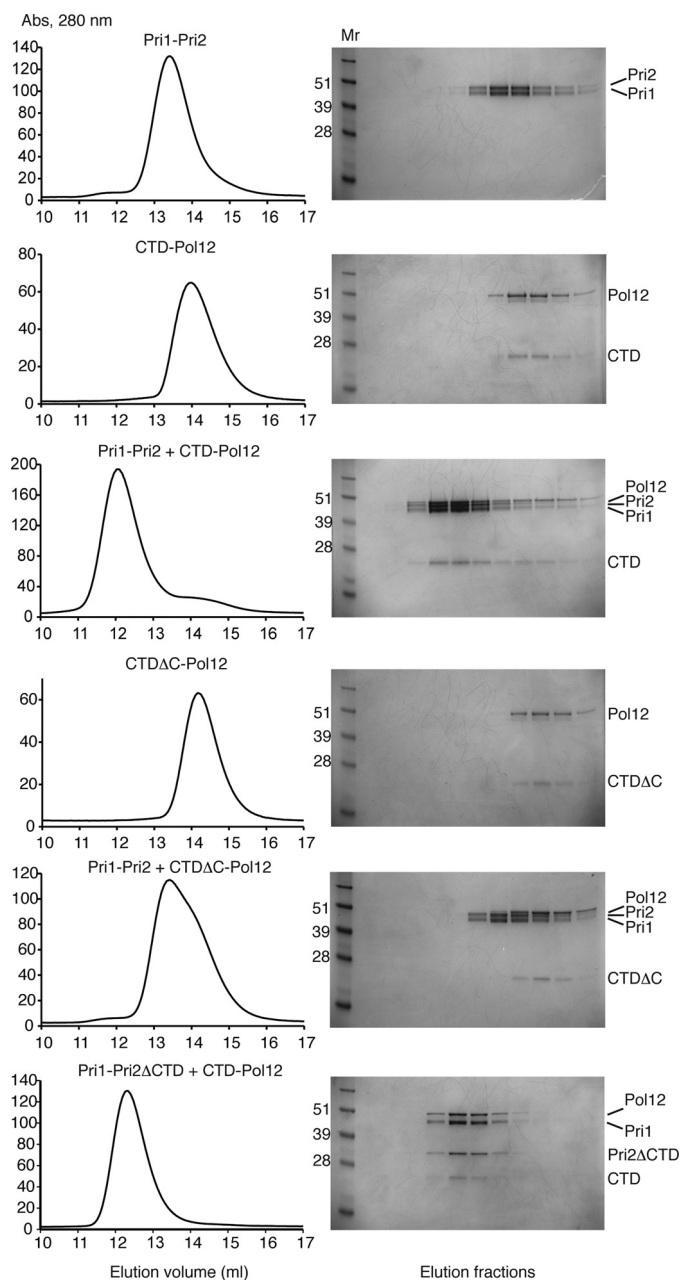 Abs, 280 nm
Pri1-Pri2
Mr
140
120
100
80
60
40
20
0
10 11 12 13 14 15 16 17
51
39
28
Pri2
Pri1
CTD-Pol12
80
60
40
20
0
10 11 12 13 14 15 16 17
51
39
28
Pol12
CTD
Pri1-Pri2 + CTD-Pol12
200
160
120
80
40
0
10 11 12 13 14 15 16 17
51
39
28
Pol12
Pri2
Pri1
CTD
CTDΔC-Pol12
60
40
20
0
10 11 12 13 14 15 16 17
51
39
28
Pol12
CTDΔC
Pri1-Pri2 + CTDΔC-Pol12
120
100
80
60
40
20
0
10 11 12 13 14 15 16 17
51
39
28
Pol12
Pri2
Pri1
CTDΔC
Pri1-Pri2ΔCTD + CTD-Pol12
140
120
100
80
60
40
20
0
10 11 12 13 14 15 16 17
51
39
28
Pol12
Pri1
Pri2ΔCTD
CTD
Elution volume (ml)
Elution fractions